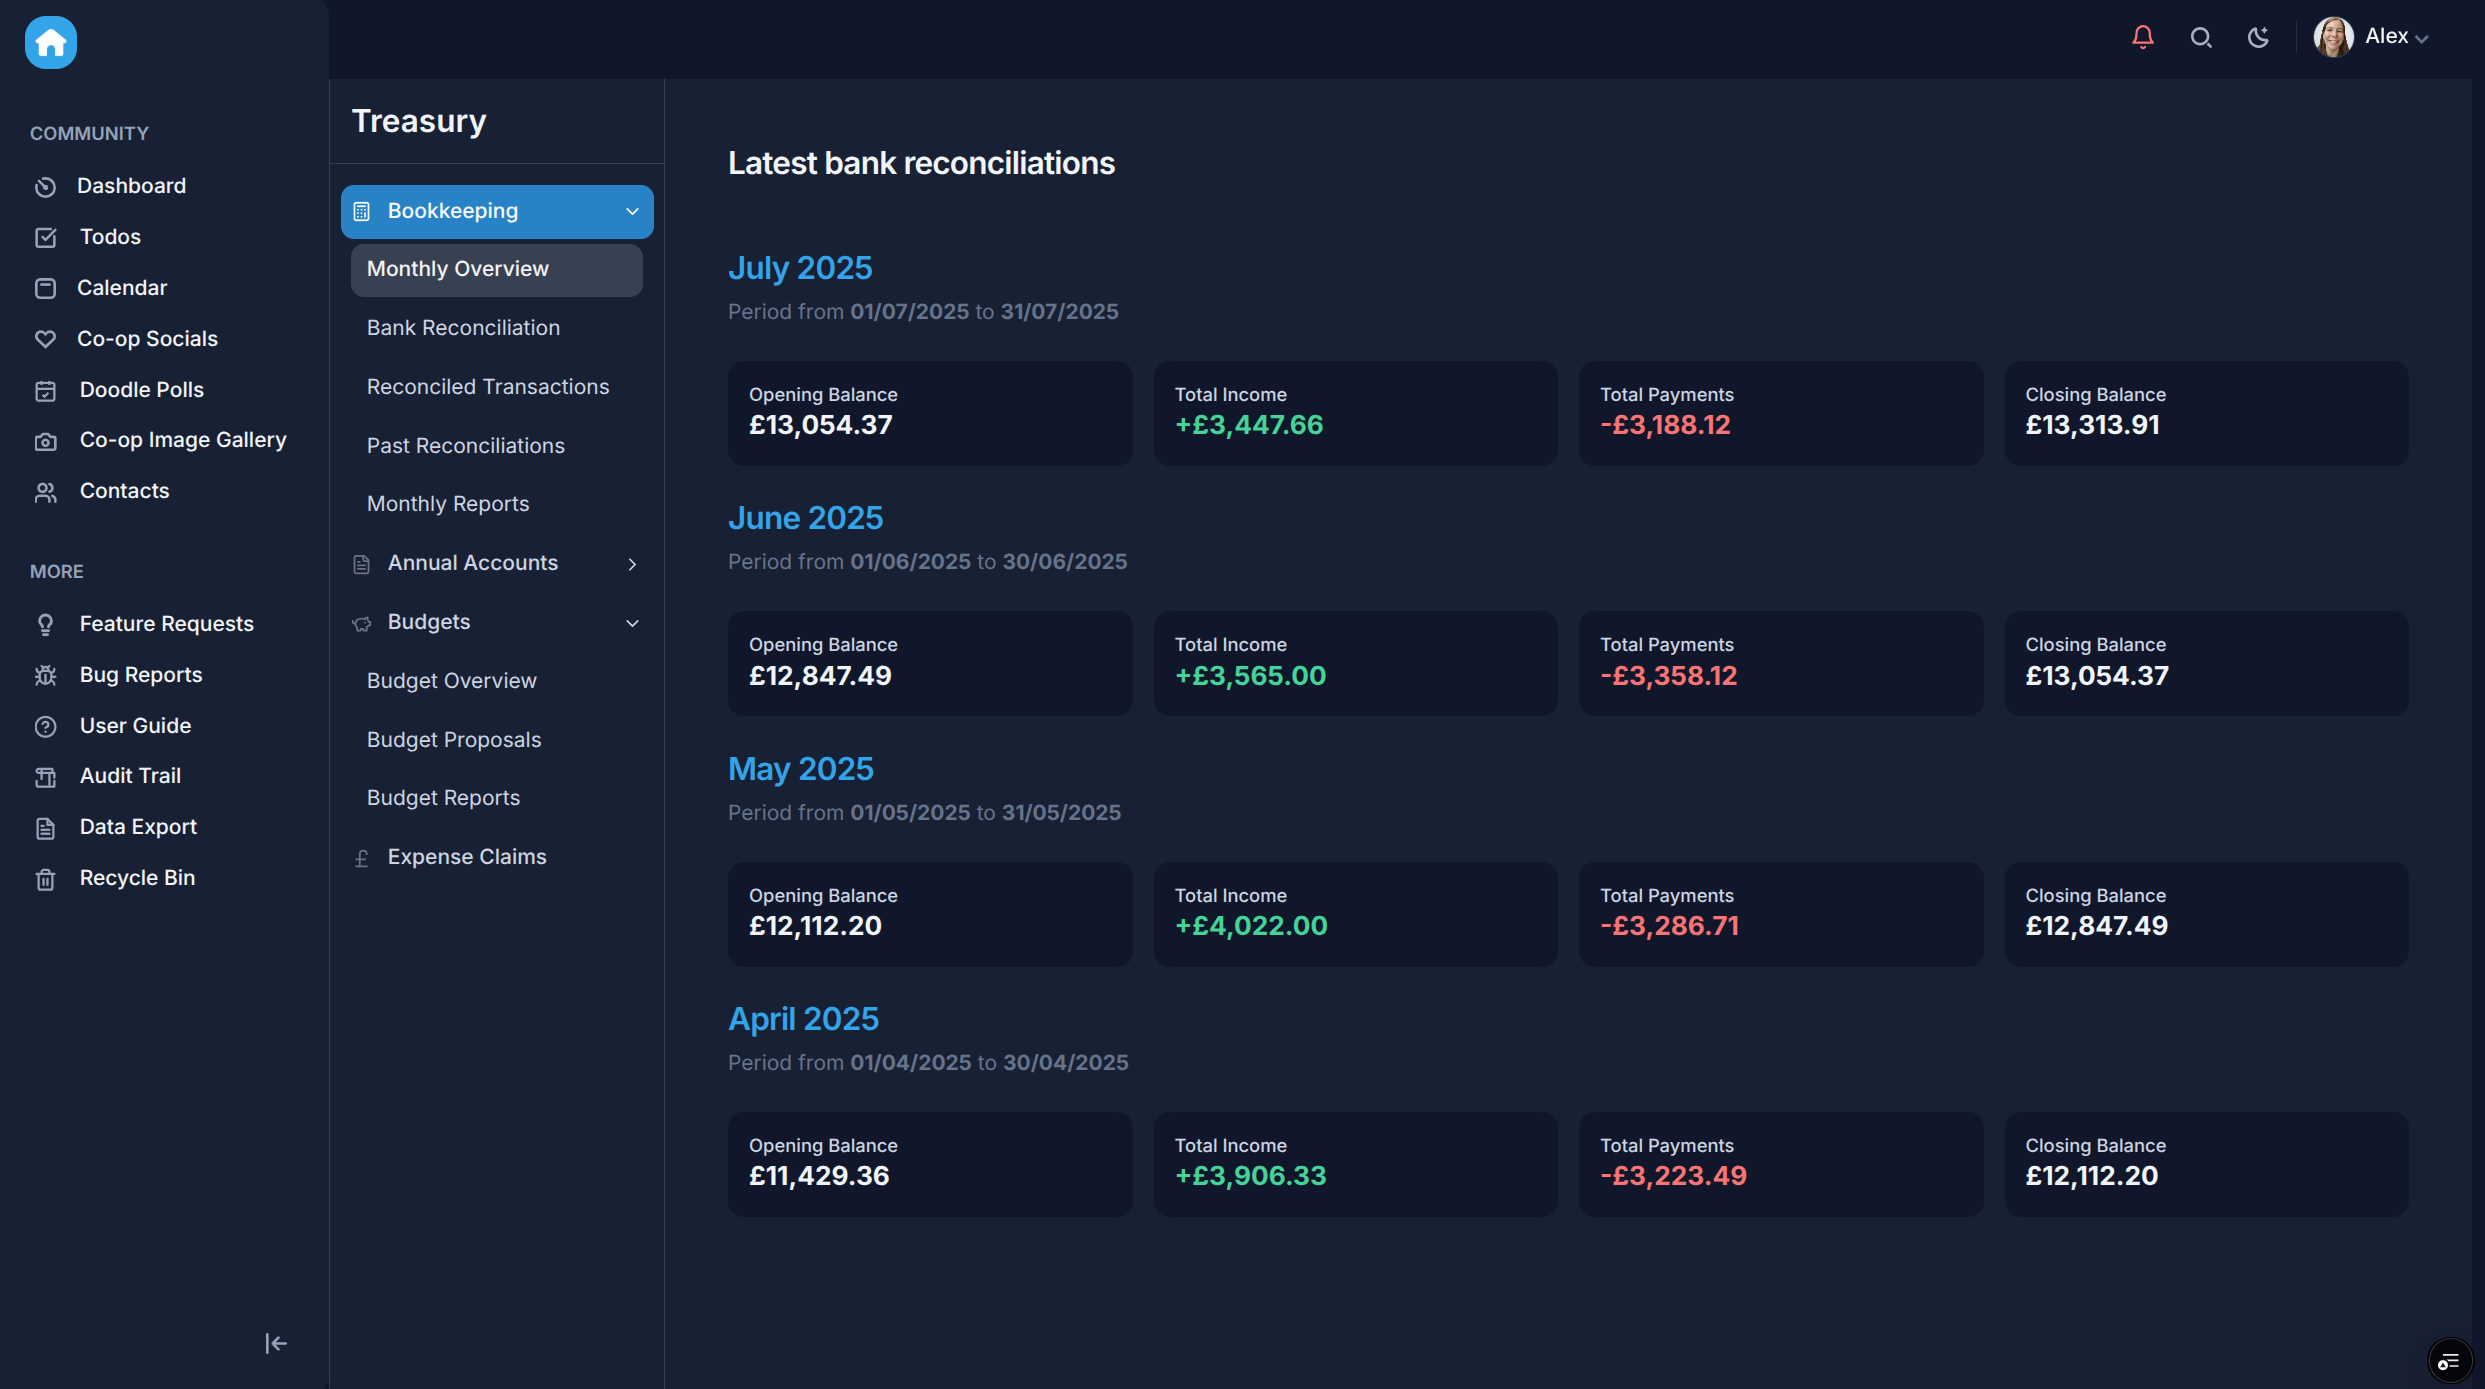 Alex
COMMUNITY
Dashboard
Todos
Calendar
Co-op Socials
Doodle Polls
Co-op Image Gallery
Contacts
MORE
Feature Requests
Bug Reports
User Guide
Audit Trail
Data Export
Recycle Bin
Treasury
Bookkeeping
Monthly Overview
Bank Reconciliation
Reconciled Transactions
Past Reconciliations
Monthly Reports
Annual Accounts
Budgets
Budget Overview
Budget Proposals
Budget Reports
Expense Claims
Latest bank reconciliations
July 2025
Period from 01/07/2025 to 31/07/2025
Opening Balance
£13,054.37
Total Income
+£3,447.66
Total Payments
-£3,188.12
Closing Balance
£13,313.91
June 2025
Period from 01/06/2025 to 30/06/2025
Opening Balance
£12,847.49
Total Income
+£3,565.00
Total Payments
-£3,358.12
Closing Balance
£13,054.37
May 2025
Period from 01/05/2025 to 31/05/2025
Opening Balance
£12,112.20
Total Income
+£4,022.00
Total Payments
-£3,286.71
Closing Balance
£12,847.49
April 2025
Period from 01/04/2025 to 30/04/2025
Opening Balance
£11,429.36
Total Income
+£3,906.33
Total Payments
-£3,223.49
Closing Balance
£12,112.20